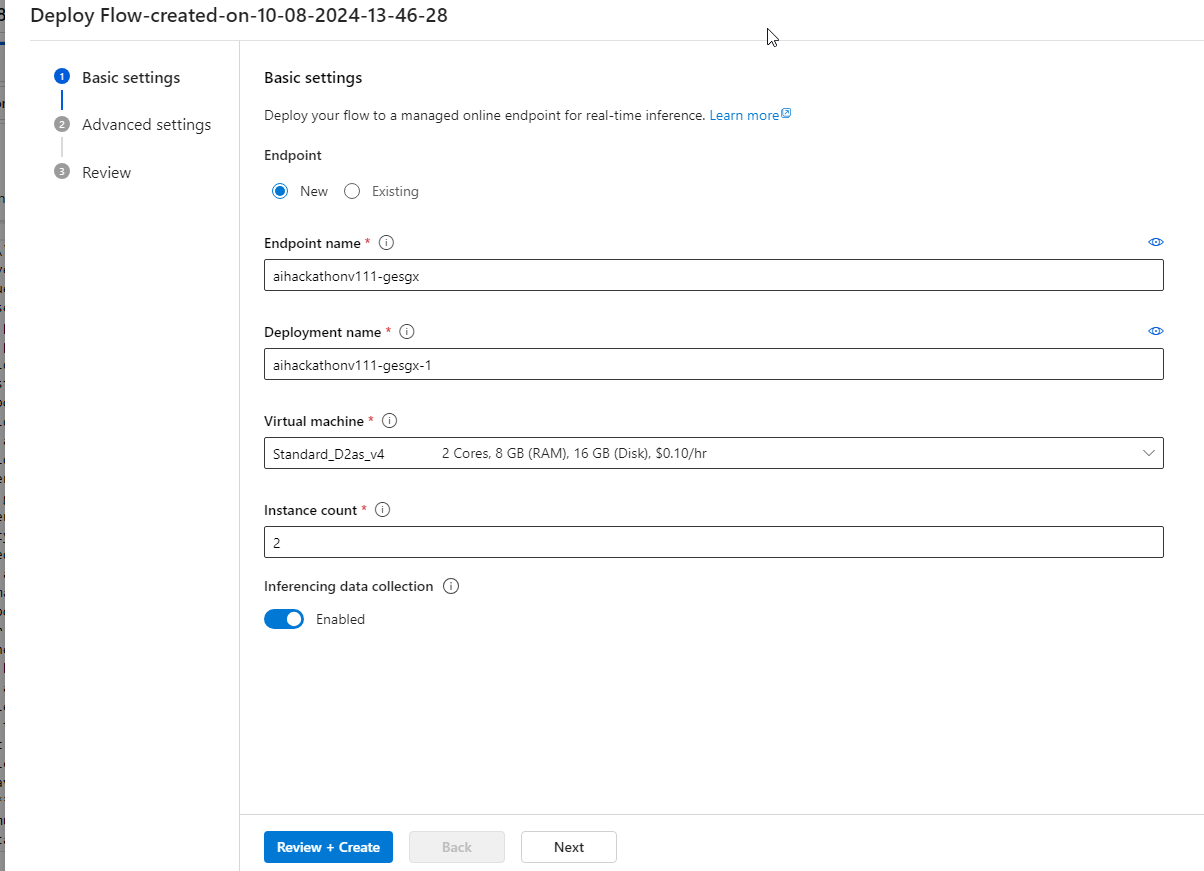 Deploy Flow-created-on-10-08-2024-13-46-28
1 Basic settings
2 Advanced settings
3 Review
Basic settings
Deploy your flow to a managed online endpoint for real-time inference. Learn more
Endpoint
New Existing
Endpoint name *
aihackathonv111-gesgx
Deployment name *
aihackathonv111-gesgx-1
Virtual machine *
Standard_D2as_v4 2 Cores, 8 GB (RAM), 16 GB (Disk), $0.10/hr
Instance count *
2
Inferencing data collection
Enabled
Review + Create Back Next